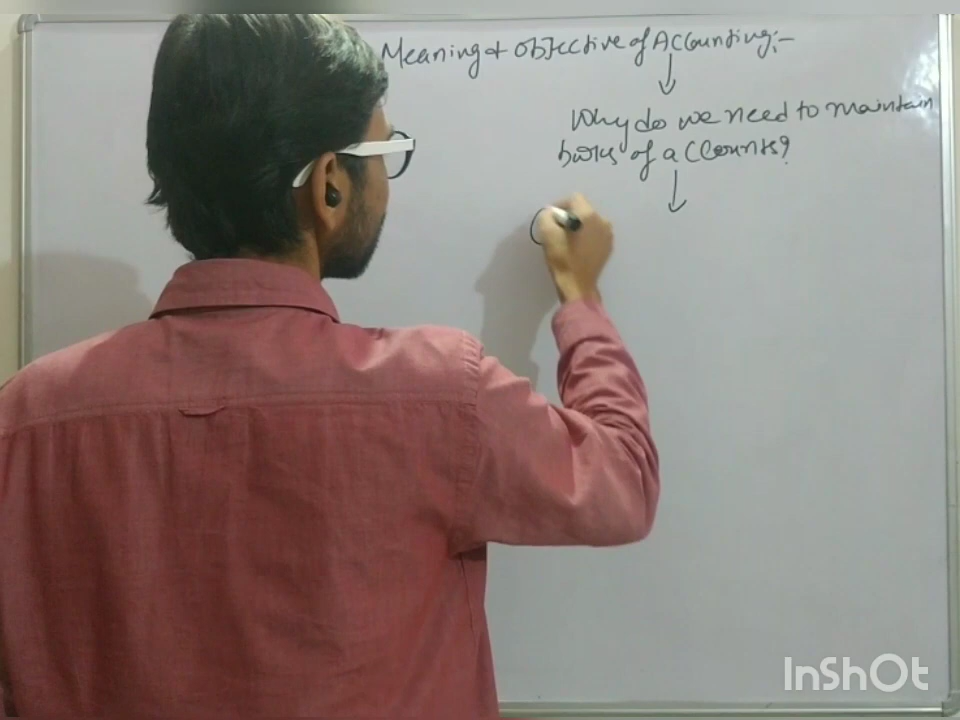 Meaning & objective of Accounting:-
Why do we need to maintain
books of accounts?
InShOt